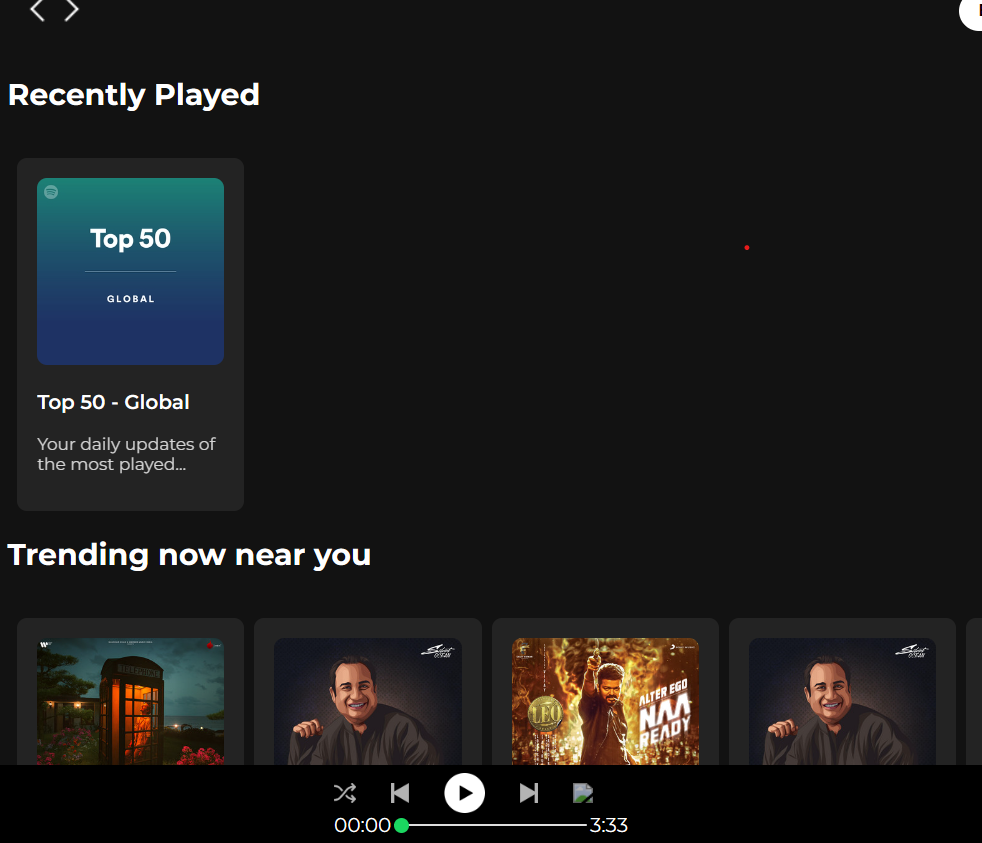 Recently Played
Top 50
GLOBAL
Top 50 - Global
Your daily updates of
the most played...
Trending now near you
LEO
ALTER EGO
NAA
READY
00:00
3:33